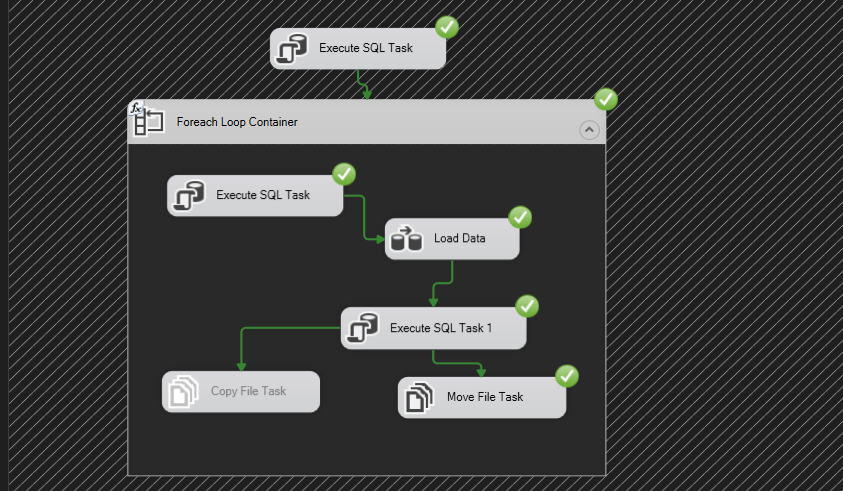 Execute SQL Task
fx
Foreach Loop Container
Execute SQL Task
Load Data
Execute SQL Task 1
Copy File Task
Move File Task